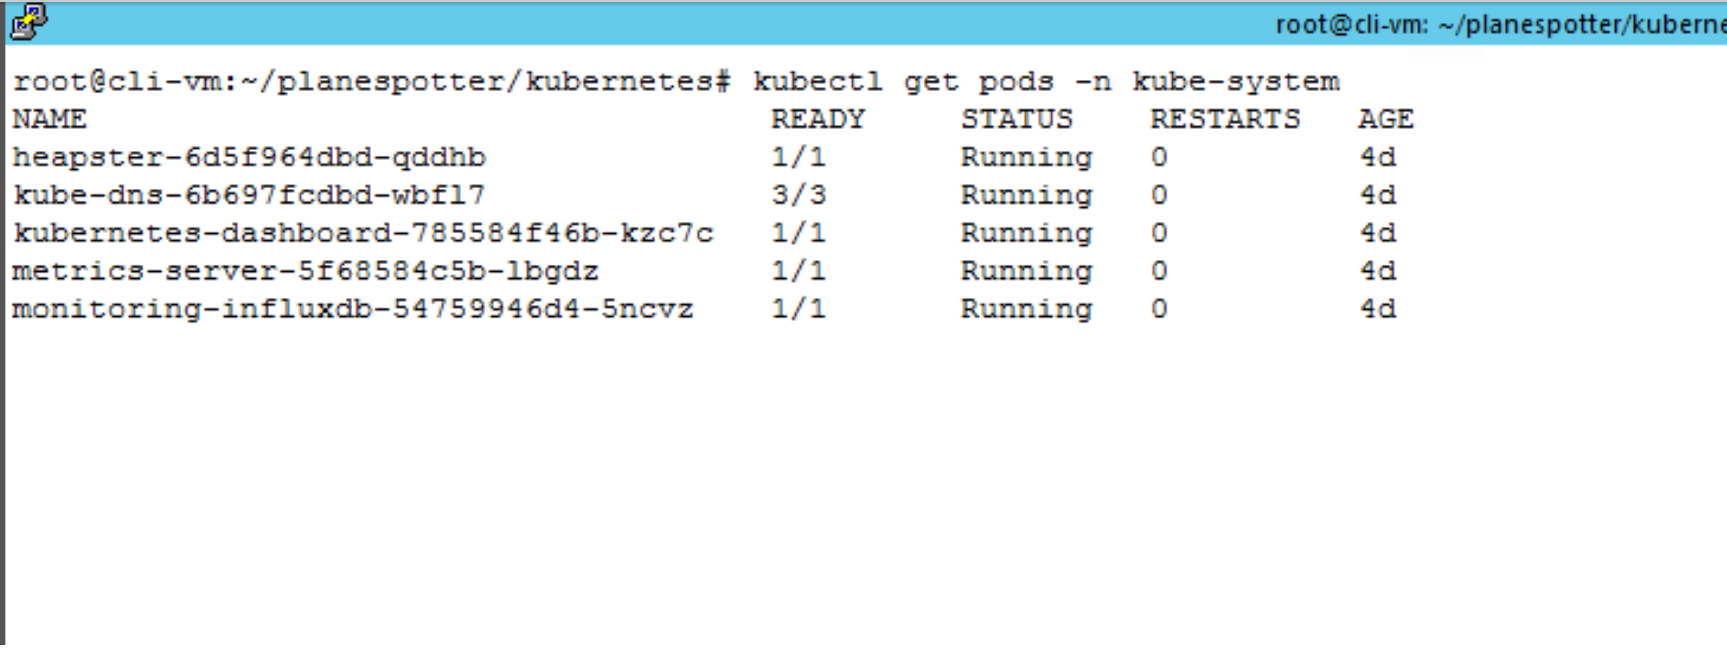 root@cli-vm: ~/planespotter/kuberne
root@cli-vm:~/planespotter/kubernetes# kubectl get pods -n kube-system
NAME READY STATUS RESTARTS AGE
heapster-6d5f964dbd-qddhb 1/1 Running 0 4d
kube-dns-6b697fcdbd-wbfl7 3/3 Running 0 4d
kubernetes-dashboard-785584f46b-kzc7c 1/1 Running 0 4d
metrics-server-5f68584c5b-lbgdz 1/1 Running 0 4d
monitoring-influxdb-54759946d4-5ncvz 1/1 Running 0 4d